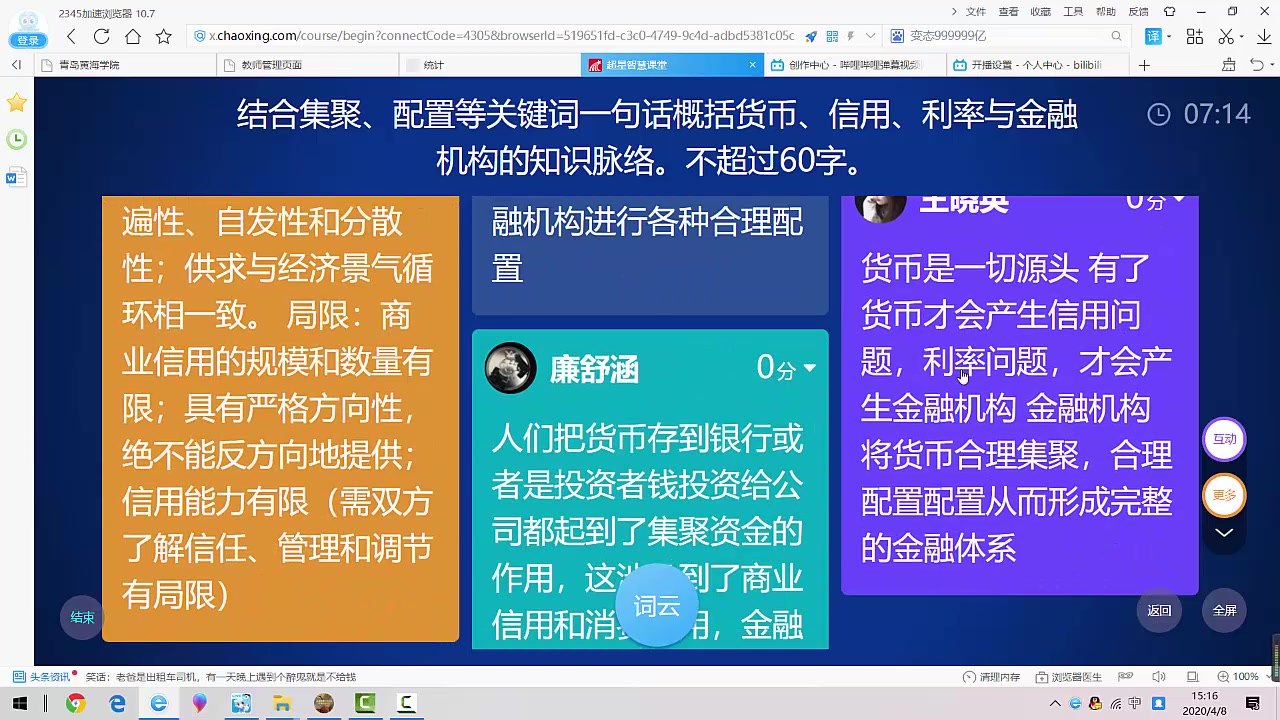 2345加速浏览器 10.7
文件 查看 收藏 工具 帮助 反馈
登录
x.chaoxing.com/course/begin?connectCode=4305&browserId=519651fd-c3c0-4749-9c4d-a6d5d5381c05c
变态999999亿
译
青岛黄海学院
教师管理页面
统计
超星智慧课堂
创作中心 - 哔哩哔哩弹幕视频
开播设置 - 个人中心 - bilibili
结合集聚、配置等关键词一句话概括货币、信用、利率与金融
机构的知识脉络。不超过60字。
07:14
遍性、自发性和分散
性；供求与经济景气循
环相一致。 局限：商
业信用的规模和数量有
限；具有严格方向性，
绝不能反方向地提供；
信用能力有限（需双方
了解信任、管理和调节
有局限）
融机构进行各种合理配
置
廉舒涵
0分
人们把货币存到银行或
者是投资者钱投资给公
司都起到了集聚资金的
作用，这 到了商业
信用和消 用，金融
词云
王晓英
0分
货币是一切源头 有了
货币才会产生信用问
题，利率问题，才会产
生金融机构 金融机构
将货币合理集聚，合理
配置配置从而形成完整
的金融体系
互动
更多
结束
返回
全屏
头条资讯
笑话：老爸是出租车司机，有一天晚上遇到个醉鬼就是不给钱
清理内存
浏览器医生
100%
中
15:16
2020/4/8